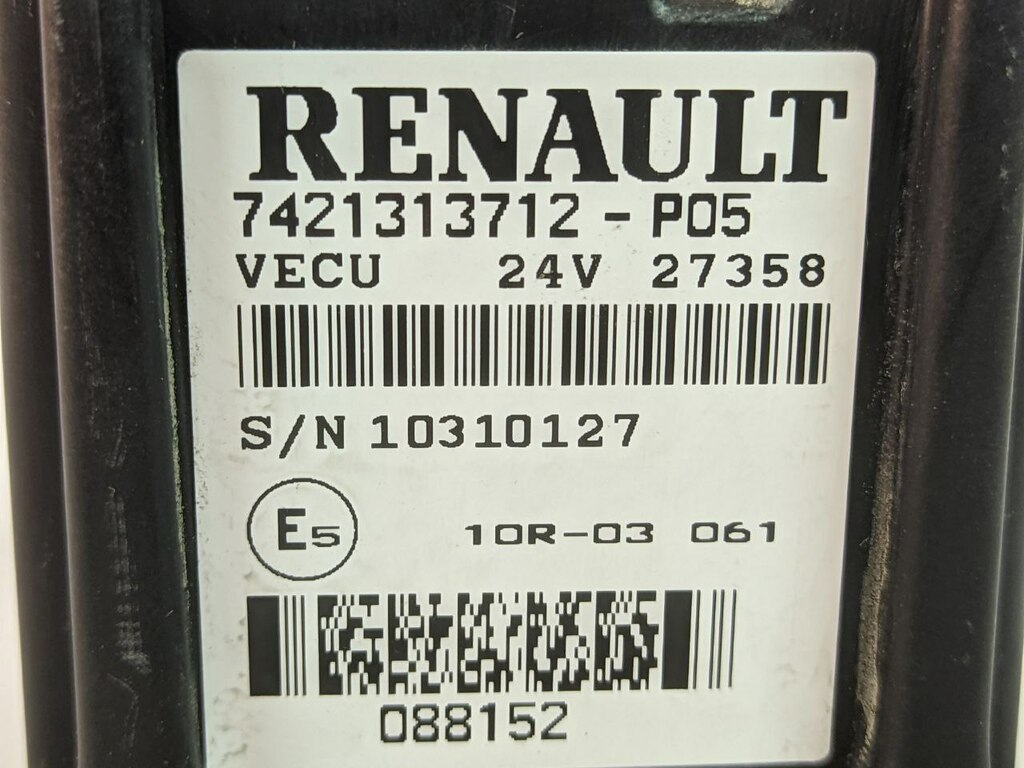 RENAULT
7421313712 - P05
VECU 24V 27358
S/N 10310127
E5 10R-03 061
088152